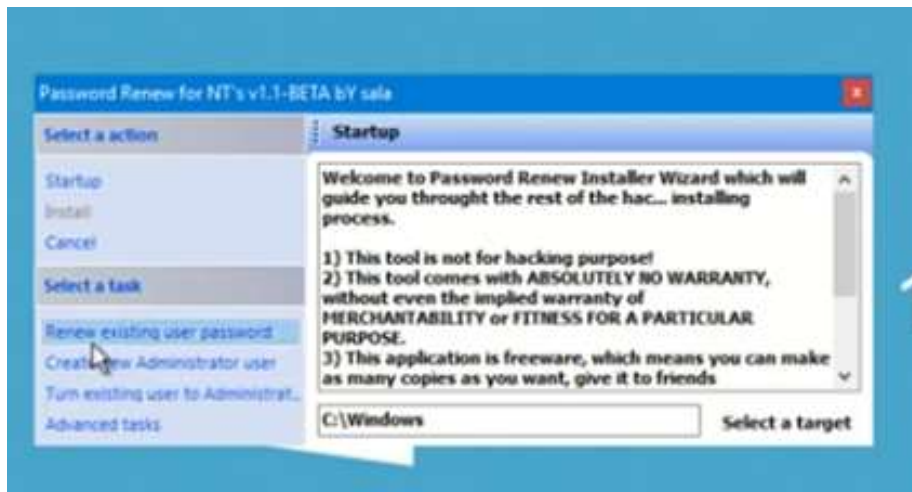 Password Renew for NT's v1.1-BETA bY sala
Select a action
Startup
Install
Cancel
Select a task
Renew existing user password
Create new Administrator user
Turn existing user to Administrat..
Advanced tasks
Startup
Welcome to Password Renew Installer Wizard which will
guide you throught the rest of the hac... installing
process.
1) This tool is not for hacking purpose!
2) This tool comes with ABSOLUTELY NO WARRANTY,
without even the implied warranty of
MERCHANTABILITY or FITNESS FOR A PARTICULAR
PURPOSE.
3) This application is freeware, which means you can make
as many copies as you want, give it to friends
C:\Windows
Select a target